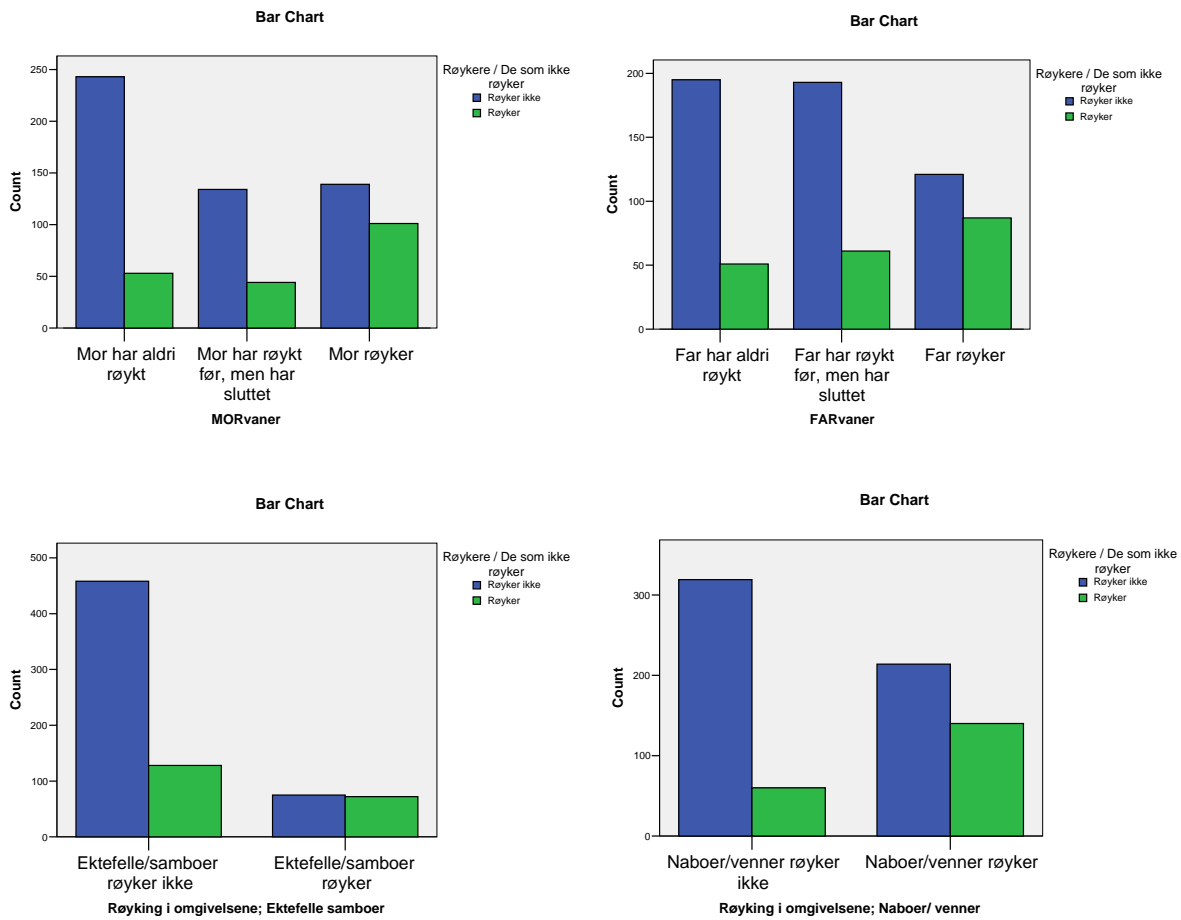 Bar Chart
Count
250
200
150
100
50
0
Mor har aldri
røykt
Mor har røykt
før, men har
sluttet
Mor røyker
MORvaner
Røykere / De som ikke
røyker
Røyker ikke
Røyker
Bar Chart
Count
200
150
100
50
0
Far har aldri
røykt
Far har røykt
før, men har
sluttet
Far røyker
FARvaner
Røykere / De som ikke
røyker
Røyker ikke
Røyker
Bar Chart
Count
500
400
300
200
100
0
Ektefelle/samboer
røyker ikke
Ektefelle/samboer
røyker
Røyking i omgivelsene; Ektefelle samboer
Røykere / De som ikke
røyker
Røyker ikke
Røyker
Bar Chart
Count
300
200
100
0
Naboer/venner røyker
ikke
Naboer/venner røyker
Røyking i omgivelsene; Naboer/ venner
Røykere / De som ikke
røyker
Røyker ikke
Røyker